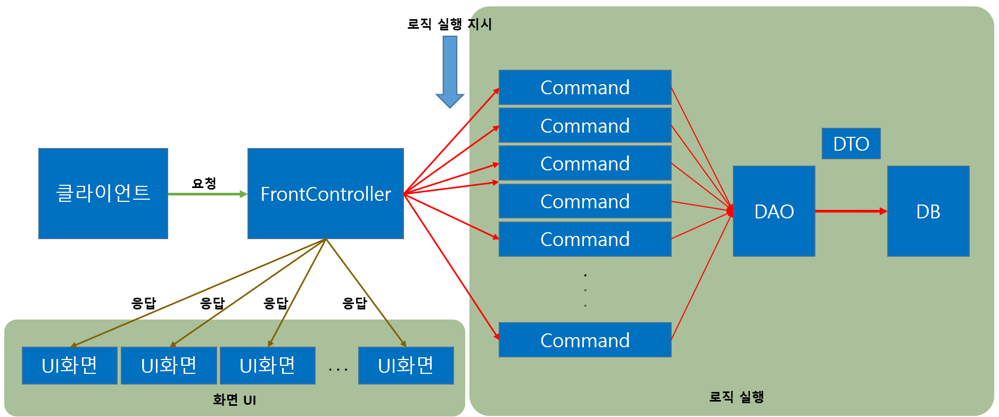 로직 실행 지시
Command
Command
Command
Command
Command
.
.
.
Command
DTO
DAO
DB
클라이언트
요청
FrontController
응답
응답
응답
응답
UI화면
UI화면
UI화면
...
UI화면
화면 UI
로직 실행